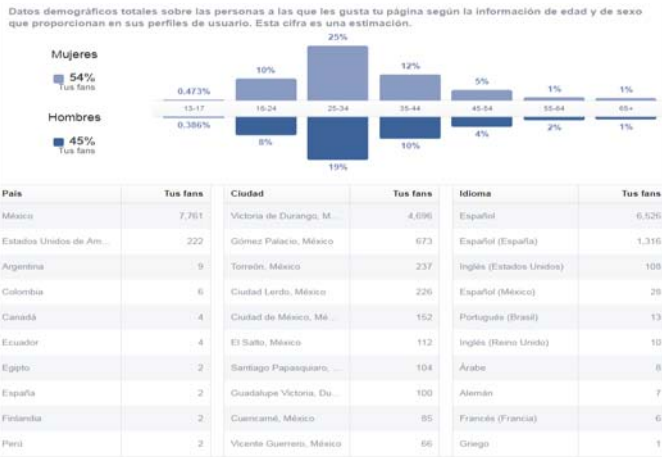 Datos demográficos totales sobre las personas a las que les gusta tu página según la información de edad y de sexo
que proporcionan en sus perfiles de usuario. Esta cifra es una estimación.
Mujeres
54%
Tus fans
0.473% 10% 25% 12% 5% 1% 1%
13-17 18-24 25-34 35-44 45-54 55-64 65+
Hombres
45%
Tus fans
0.386% 8% 19% 10% 4% 2% 1%
País Tus fans Ciudad Tus fans Idioma Tus fans
México 7,761 Victoria de Durango, M... 4,696 Español 6,526
Estados Unidos de Am... 222 Gómez Palacio, México 673 Español (España) 1,316
Argentina 9 Torreón, México 237 Inglés (Estados Unidos) 108
Colombia 6 Ciudad Lerdo, México 226 Español (México) 28
Canadá 4 Ciudad de México, Mé... 152 Portugués (Brasil) 13
Ecuador 4 El Salto, México 112 Inglés (Reino Unido) 10
Egipto 2 Santiago Papasquiaro, ... 104 Árabe 8
España 2 Guadalupe Victoria, Du... 100 Alemán 7
Finlandia 2 Cuencamé, México 85 Francés (Francia) 6
Perú 2 Vicente Guerrero, México 66 Griego 1